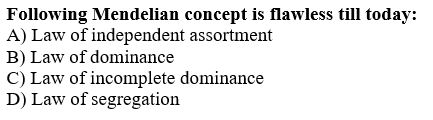 Following Mendelian concept is flawless till today:
A) Law of independent assortment
B) Law of dominance
C) Law of incomplete dominance
D) Law of segregation